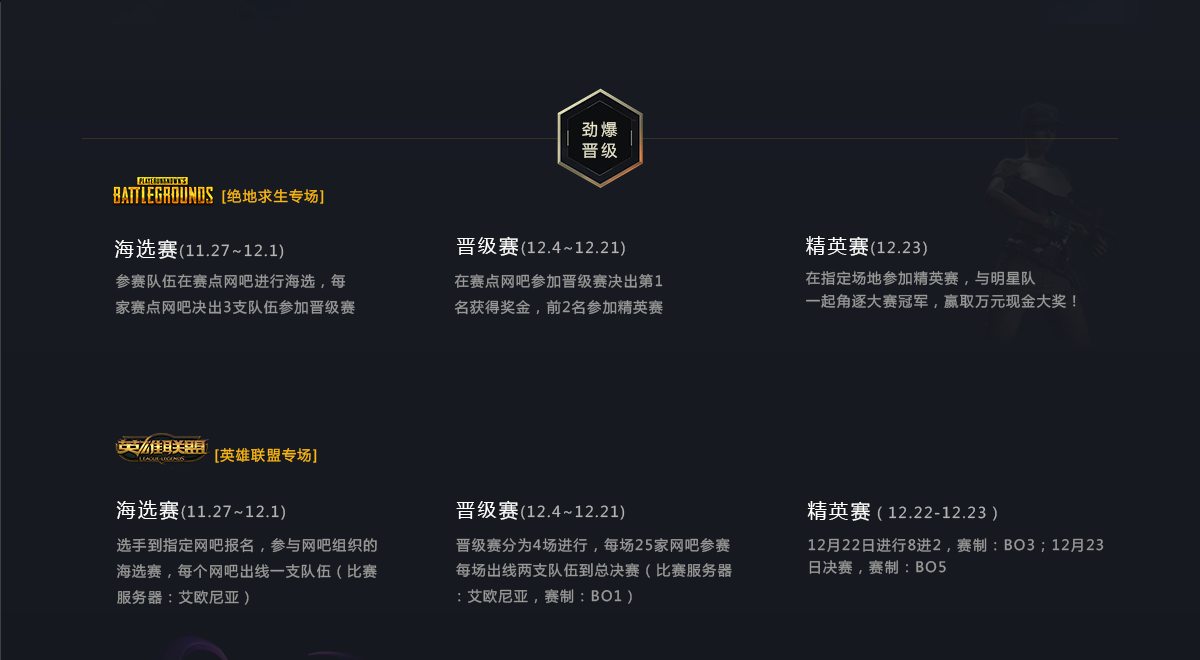 劲爆
晋级
PLAYERUNKNOWN'S
BATTLEGROUNDS [绝地求生专场]
海选赛(11.27~12.1)
参赛队伍在赛点网吧进行海选，每
家赛点网吧决出3支队伍参加晋级赛
晋级赛(12.4~12.21)
在赛点网吧参加晋级赛决出第1
名获得奖金，前2名参加精英赛
精英赛(12.23)
在指定场地参加精英赛，与明星队
一起角逐大赛冠军，赢取万元现金大奖！
英雄联盟 [英雄联盟专场]
LEAGUE LEGENDS
海选赛(11.27~12.1)
选手到指定网吧报名，参与网吧组织的
海选赛，每个网吧出线一支队伍（比赛
服务器：艾欧尼亚）
晋级赛(12.4~12.21)
晋级赛分为4场进行，每场25家网吧参赛
每场出线两支队伍到总决赛（比赛服务器
：艾欧尼亚，赛制：BO1）
精英赛（12.22-12.23）
12月22日进行8进2，赛制：BO3；12月23
日决赛，赛制：BO5